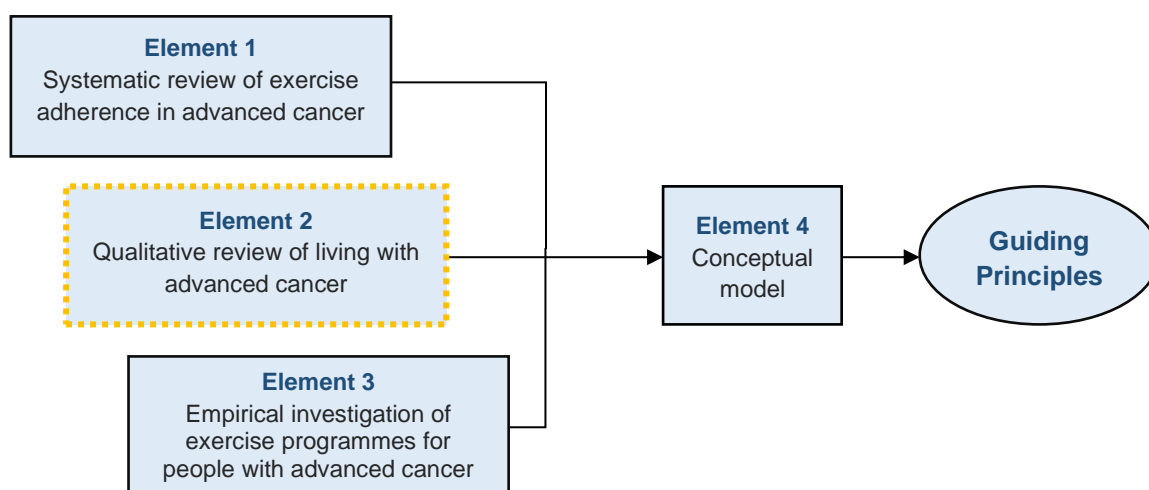 Element 1
Systematic review of exercise
adherence in advanced cancer
Element 2
Qualitative review of living with
advanced cancer
Element 3
Empirical investigation of
exercise programmes for
people with advanced cancer
Element 4
Conceptual
model
Guiding
Principles